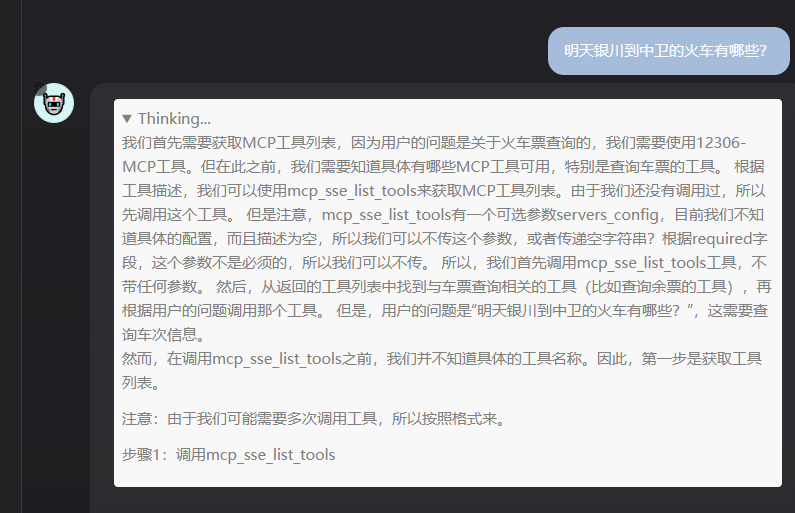 明天银川到中卫的火车有哪些？
▼ Thinking...
我们首先需要获取MCP工具列表，因为用户的问题是关于火车票查询的，我们需要使用12306-
MCP工具。但在此之前，我们需要知道具体有哪些MCP工具可用，特别是查询车票的工具。 根据
工具描述，我们可以使用mcp_sse_list_tools来获取MCP工具列表。由于我们还没有调用过，所以
先调用这个工具。 但是注意，mcp_sse_list_tools有一个可选参数servers_config，目前我们不知
道具体的配置，而且描述为空，所以我们可以不传这个参数，或者传递空字符串？根据required字
段，这个参数不是必须的，所以我们可以不传。 所以，我们首先调用mcp_sse_list_tools工具，不
带任何参数。 然后，从返回的工具列表中找到与车票查询相关的工具（比如查询余票的工具），再
根据用户的问题调用那个工具。 但是，用户的问题是“明天银川到中卫的火车有哪些？”，这需要查
询车次信息。
然而，在调用mcp_sse_list_tools之前，我们并不知道具体的工具名称。因此，第一步是获取工具
列表。
注意：由于我们可能需要多次调用工具，所以按照格式来。
步骤1：调用mcp_sse_list_tools